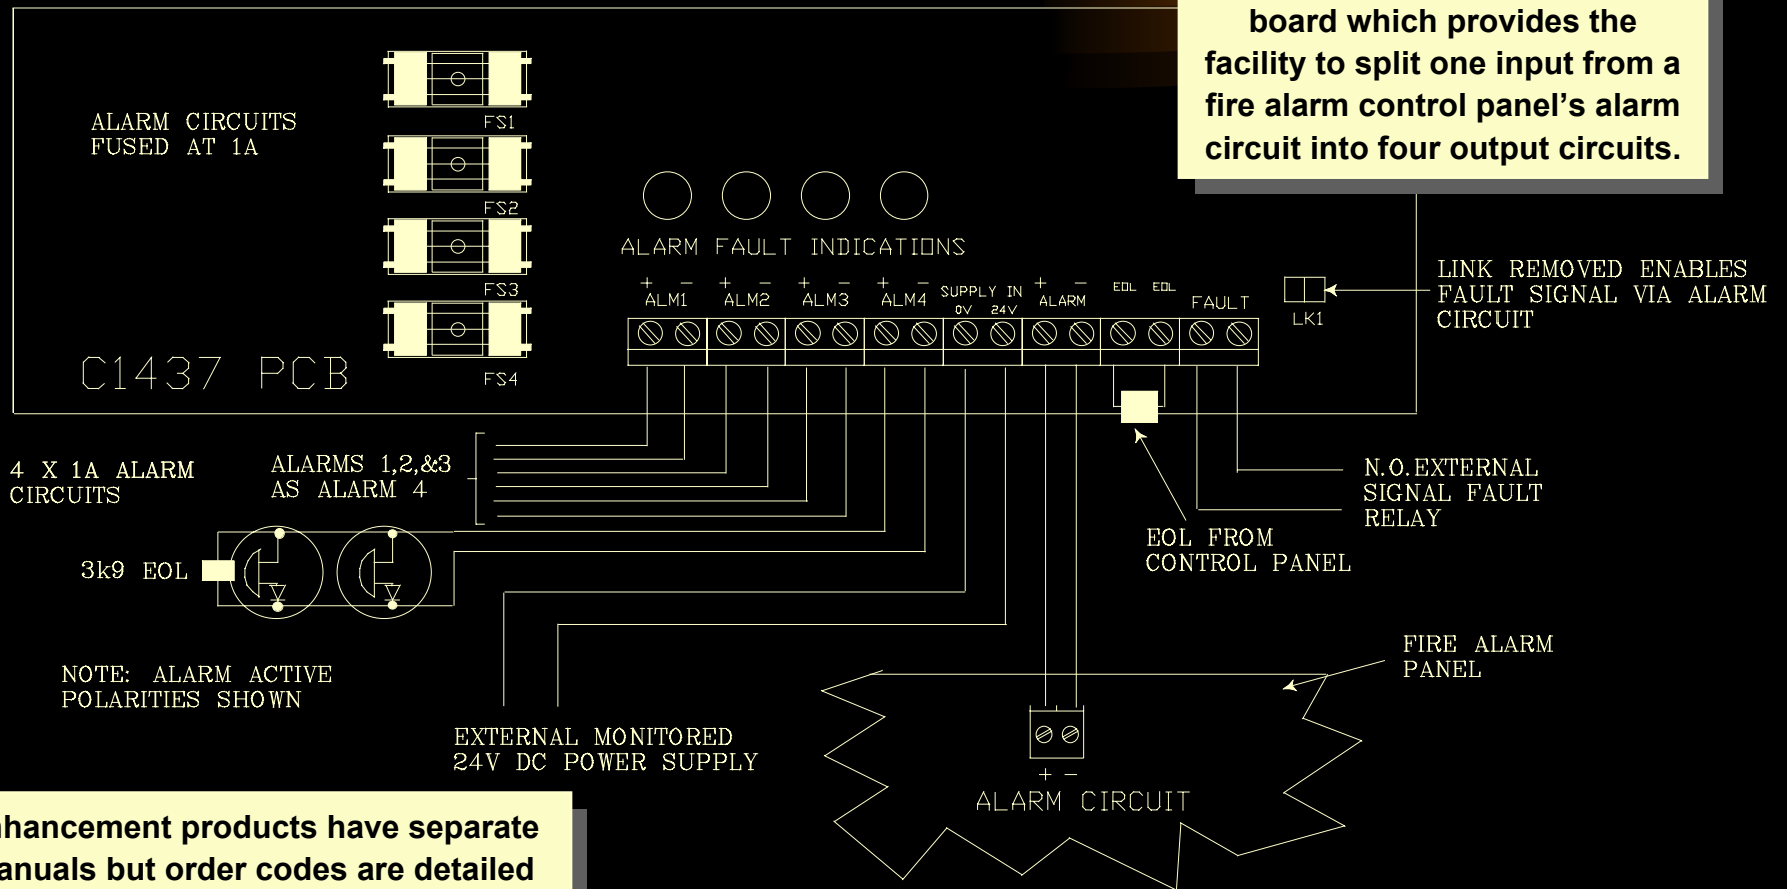 board which provides the
facility to split one input from a
fire alarm control panel's alarm
circuit into four output circuits.
ALARM CIRCUITS
FUSED AT 1A
FS1
FS2
FS3
FS4
C1437 PCB
ALARM FAULT INDICATIONS
+ − + − + − + − SUPPLY IN + − EOL EOL
ALM1 ALM2 ALM3 ALM4 0V 24V ALARM FAULT
LK1
LINK REMOVED ENABLES
FAULT SIGNAL VIA ALARM
CIRCUIT
4 X 1A ALARM
CIRCUITS
ALARMS 1,2,&3
AS ALARM 4
3k9 EOL
N.O.EXTERNAL
SIGNAL FAULT
RELAY
EOL FROM
CONTROL PANEL
NOTE: ALARM ACTIVE
POLARITIES SHOWN
EXTERNAL MONITORED
24V DC POWER SUPPLY
FIRE ALARM
PANEL
+ −
ALARM CIRCUIT
nhancement products have separate
anuals but order codes are detailed